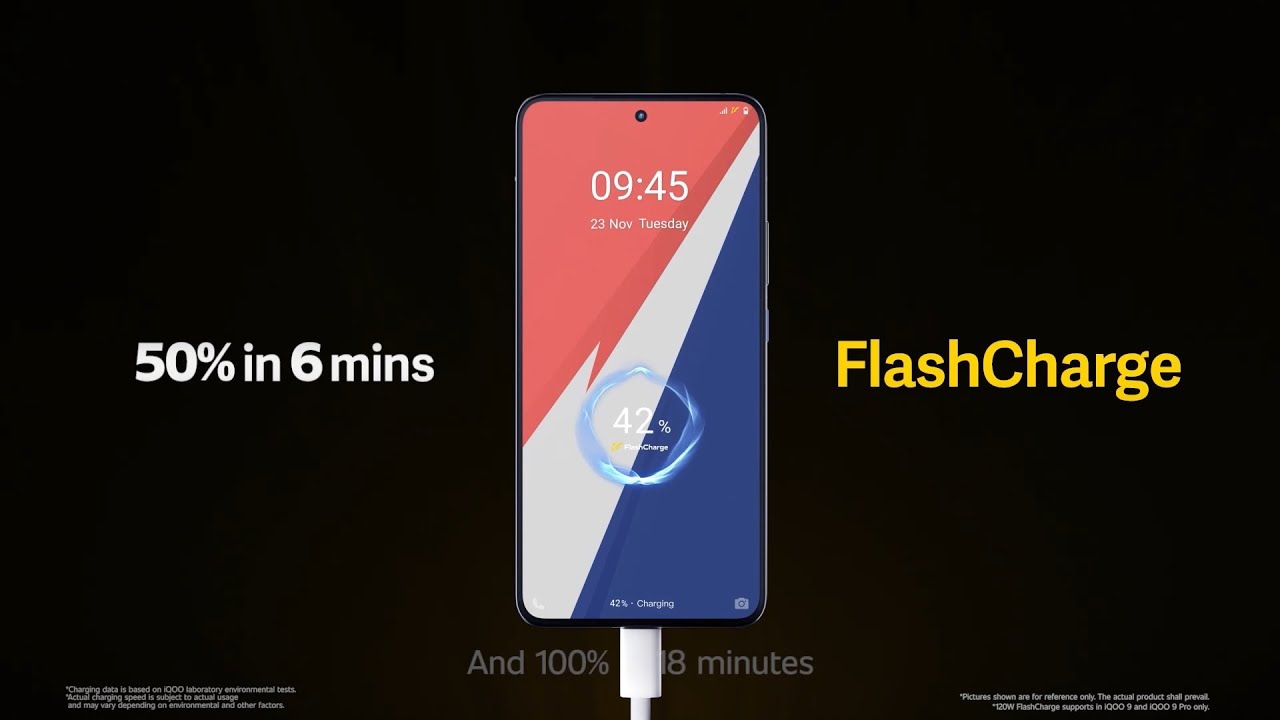 09:45
23 Nov Tuesday
50% in 6 mins
FlashCharge
42%
FlashCharge
42% · Charging
And 100% 18 minutes
*Charging data is based on iQOO laboratory environmental tests.
*Actual charging speed is subject to actual usage
and may vary depending on environmental and other factors.
*Pictures shown are for reference only. The actual product shall prevail.
*120W FlashCharge supports in iQOO 9 and iQOO 9 Pro only.